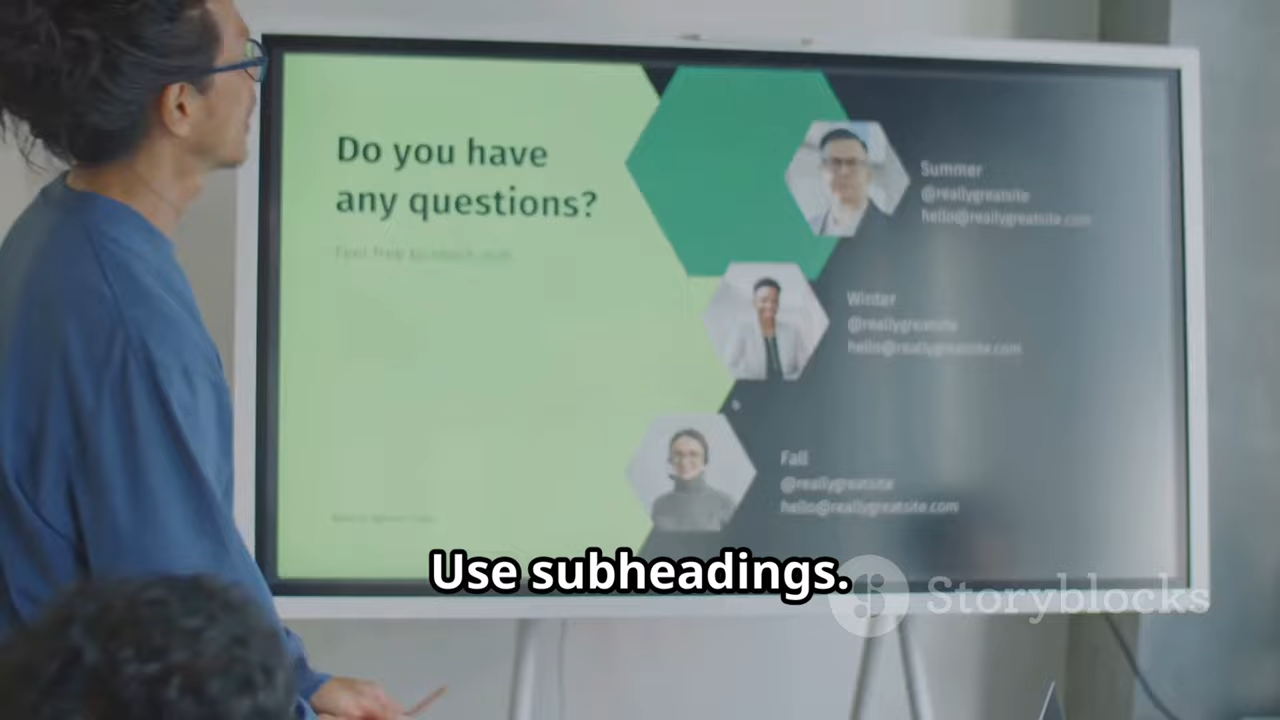 Do you have
any questions?
Summer
@reallygreatsite
hello@reallygreatsite.com
Winter
@reallygreatsite
hello@reallygreatsite.com
Fall
@reallygreatsite
hello@reallygreatsite.com
Use subheadings.
Storyblocks